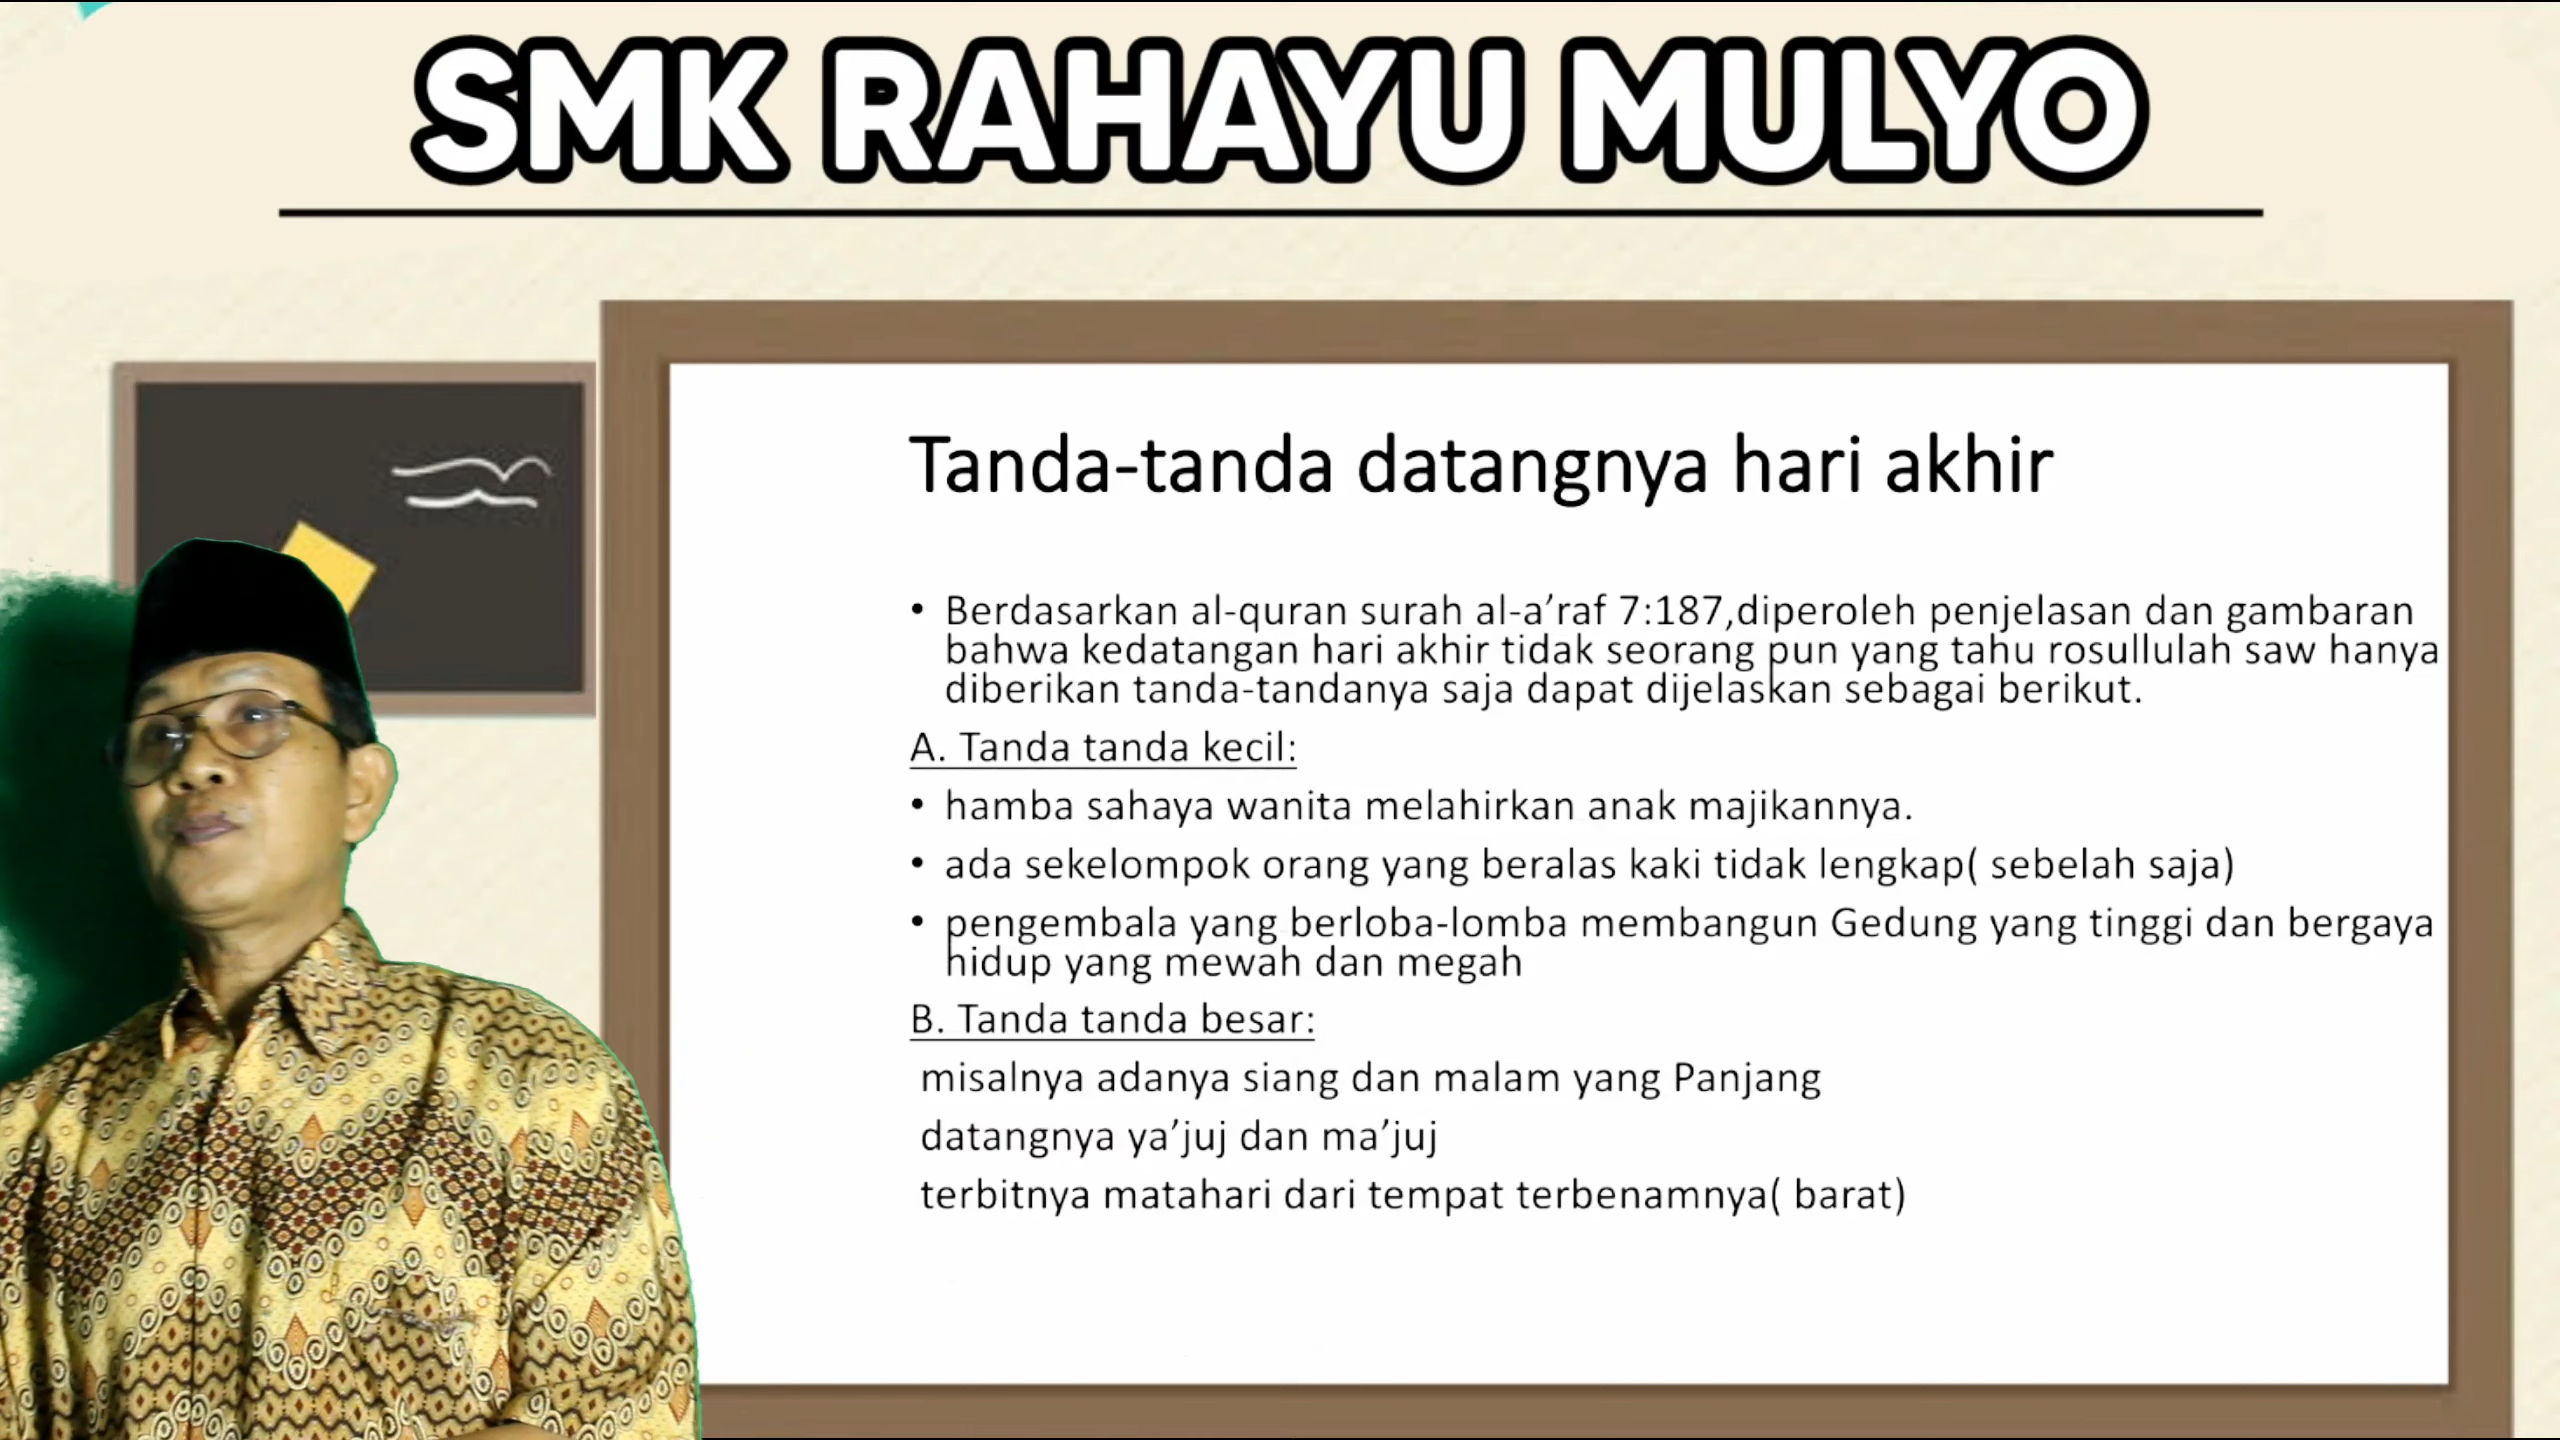 SMK RAHAYU MULYO
Tanda-tanda datangnya hari akhir
• Berdasarkan al-quran surah al-a’raf 7:187,diperoleh penjelasan dan gambaran
bahwa kedatangan hari akhir tidak seorang pun yang tahu rosullulah saw hanya
diberikan tanda-tandanya saja dapat dijelaskan sebagai berikut.
A. Tanda tanda kecil:
• hamba sahaya wanita melahirkan anak majikannya.
• ada sekelompok orang yang beralas kaki tidak lengkap( sebelah saja)
• pengembala yang berloba-lomba membangun Gedung yang tinggi dan bergaya
hidup yang mewah dan megah
B. Tanda tanda besar:
misalnya adanya siang dan malam yang Panjang
datangnya ya’juj dan ma’juj
terbitnya matahari dari tempat terbenamnya( barat)